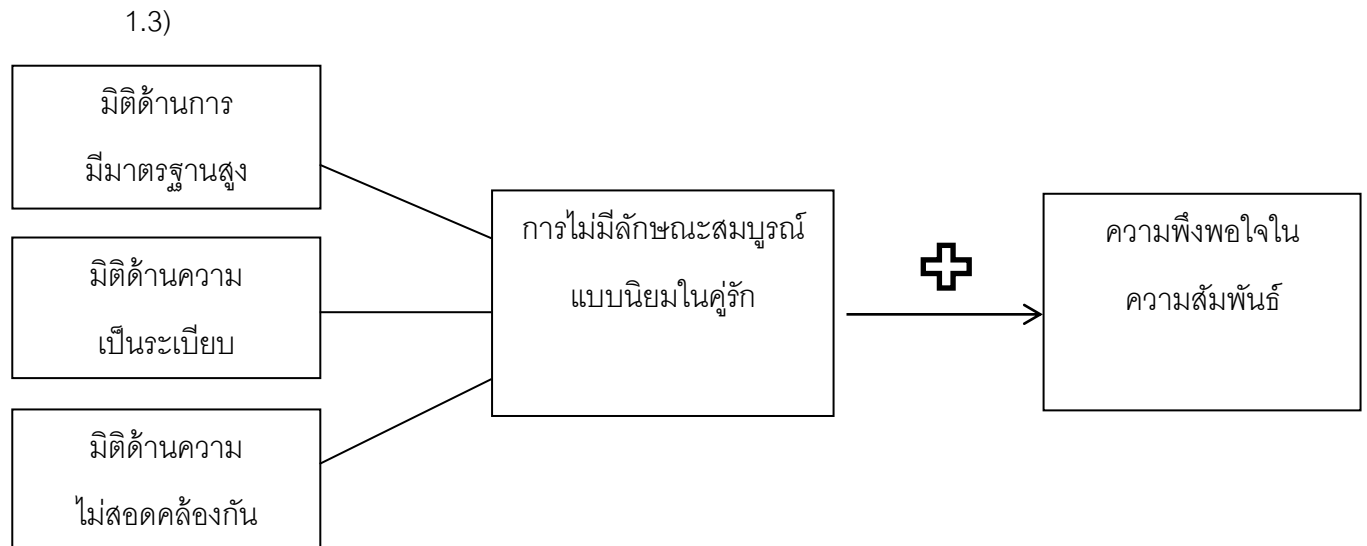 1.3)
มิติด้านการ
มีมาตรฐานสูง
มิติด้านความ
เป็นระเบียบ
มิติด้านความ
ไม่สอดคล้องกัน
การไม่มีลักษณะสมบูรณ์
แบบนิยมในคู่รัก
ความพึงพอใจใน
ความสัมพันธ์